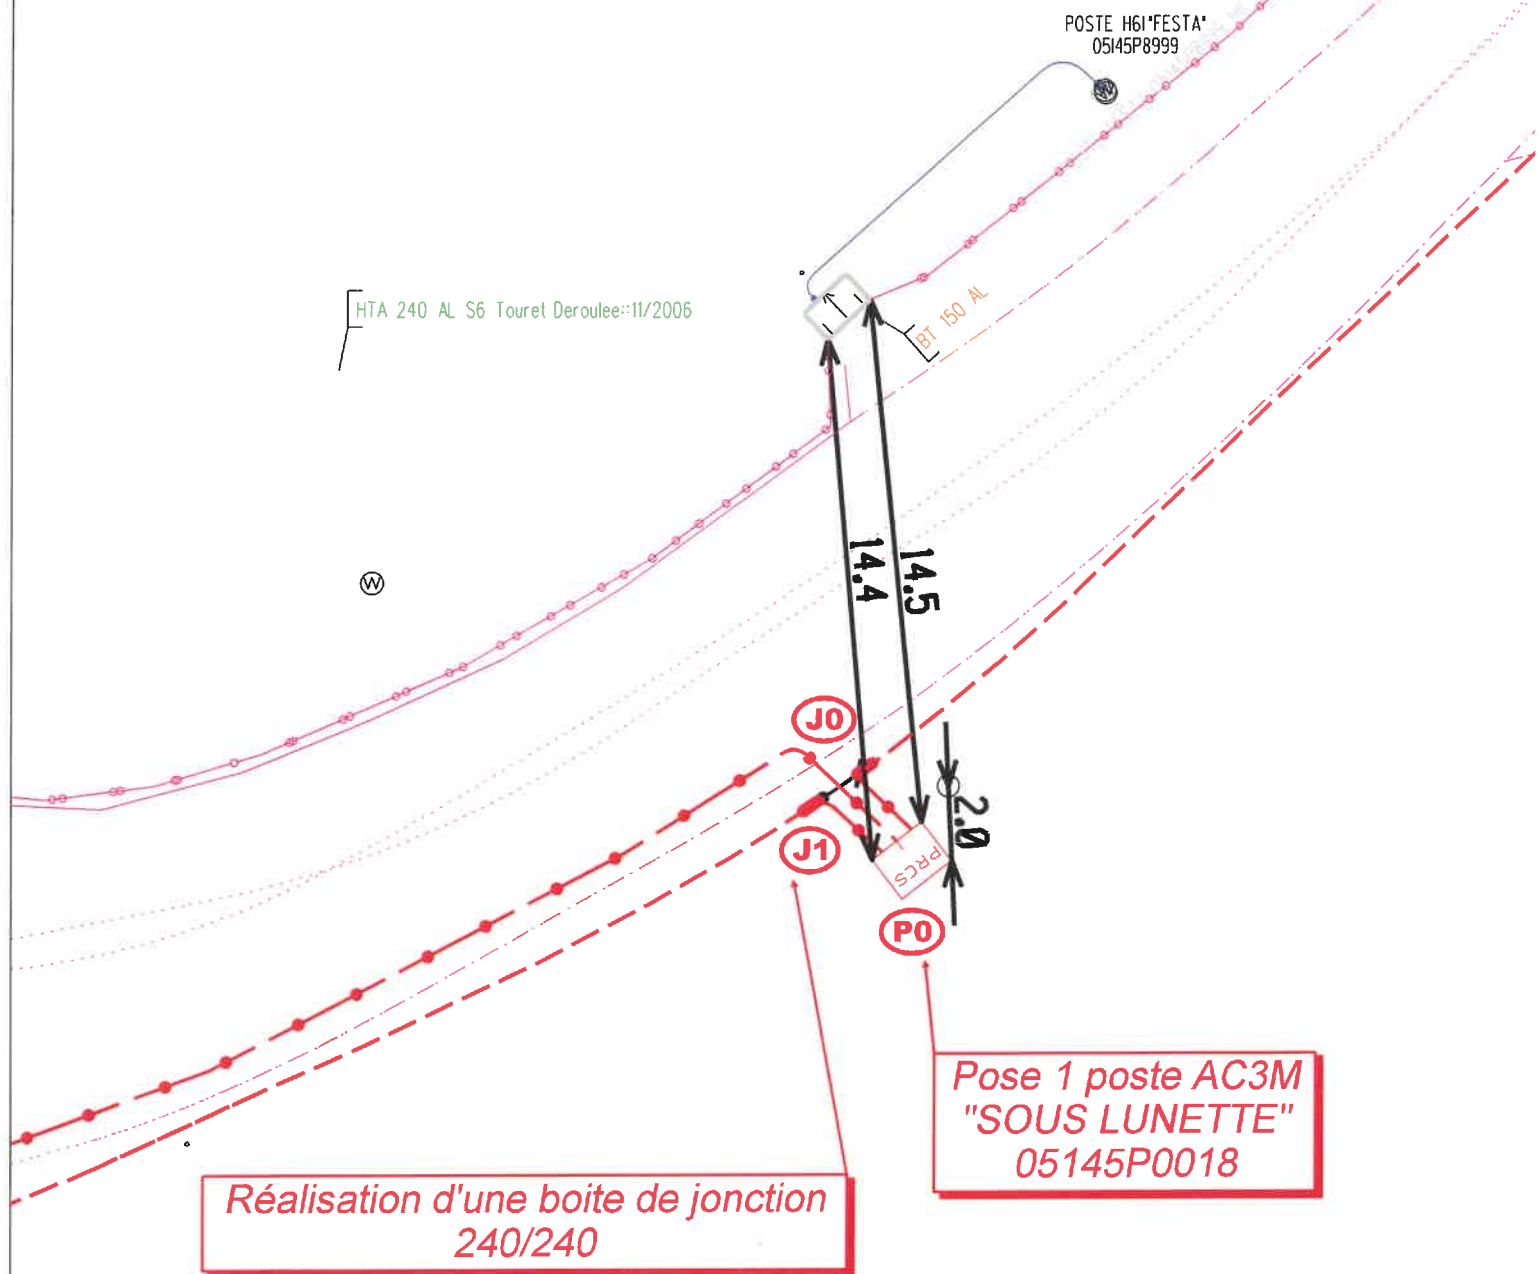 POSTE H61"FESTA"
05145P8999
HTA 240 AL S6 Touret Deroulee::11/2006
BT 150 AL
W
14.4
14.5
J0
2.0
J1
PRCS
P0
Pose 1 poste AC3M
"SOUS LUNETTE"
05145P0018
Réalisation d'une boite de jonction
240/240